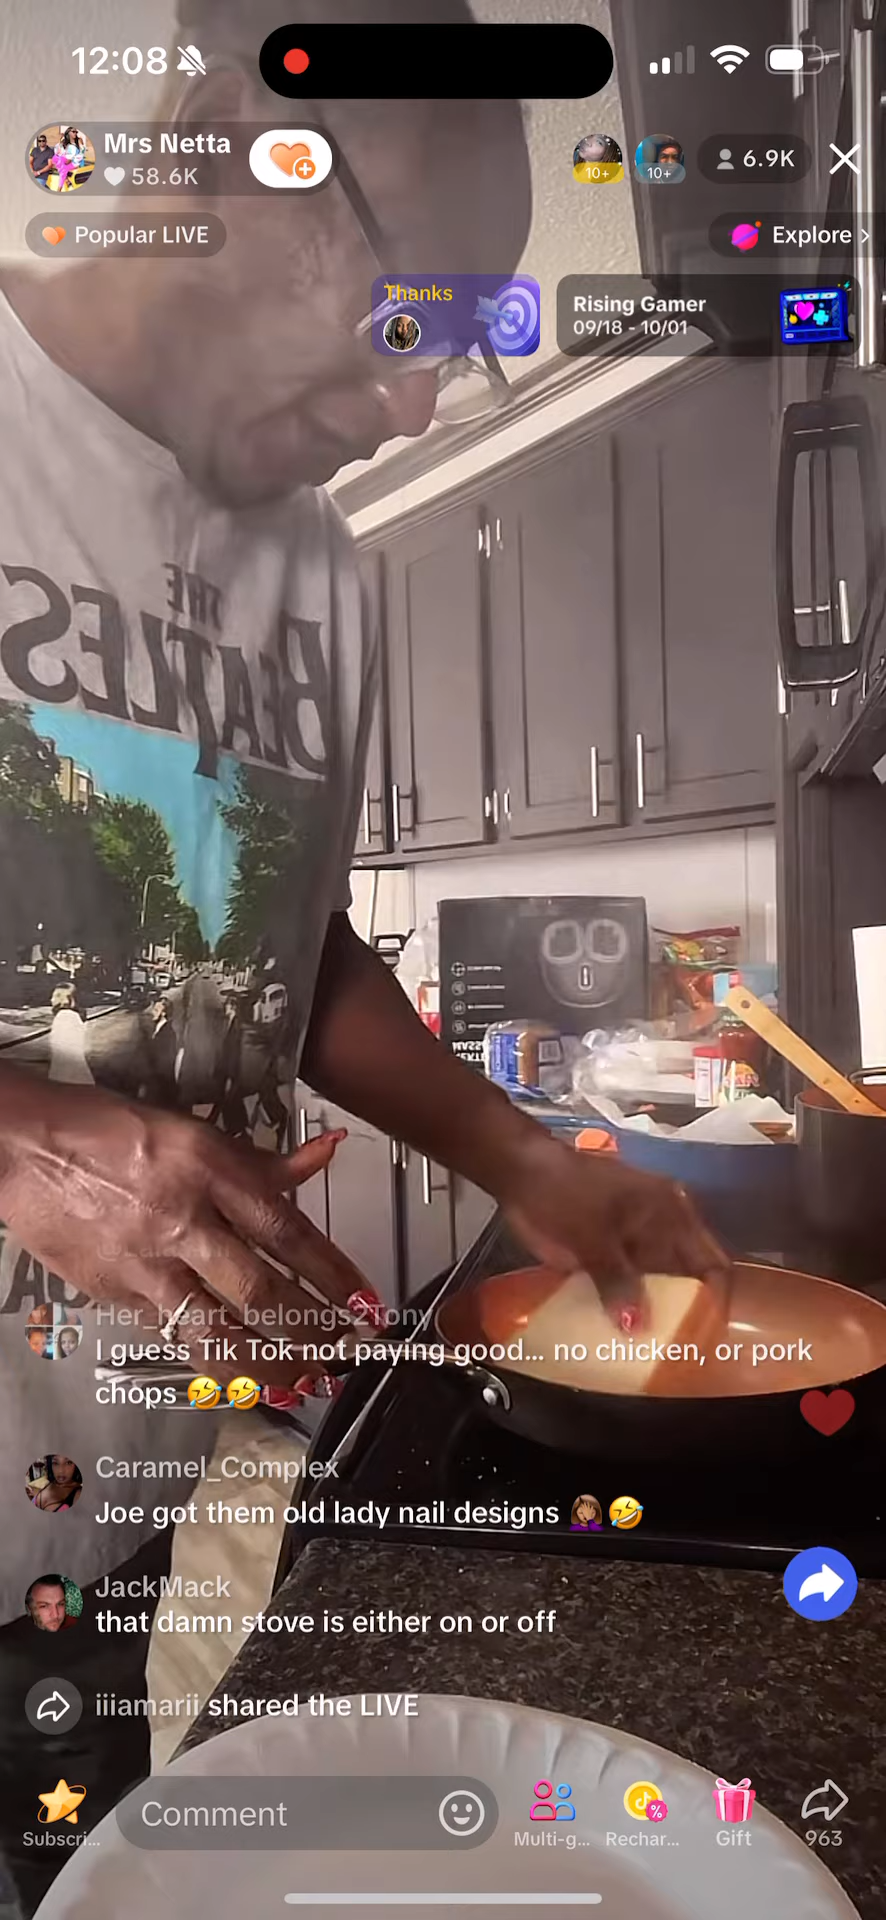 12:08
Mrs Netta
58.6K
10+
10+
6.9K
Popular LIVE
Explore
Thanks
Rising Gamer
09/18 - 10/01
THE
BEATLES
Her_heart_belongs2Tony
I guess Tik Tok not paying good... no chicken, or pork
chops 🤣🤣
Caramel_Complex
Joe got them old lady nail designs 🤦🏾‍♀️🤣
JackMack
that damn stove is either on or off
iiiamarii shared the LIVE
Comment
Subscri...
Multi-g...
Rechar...
Gift
963